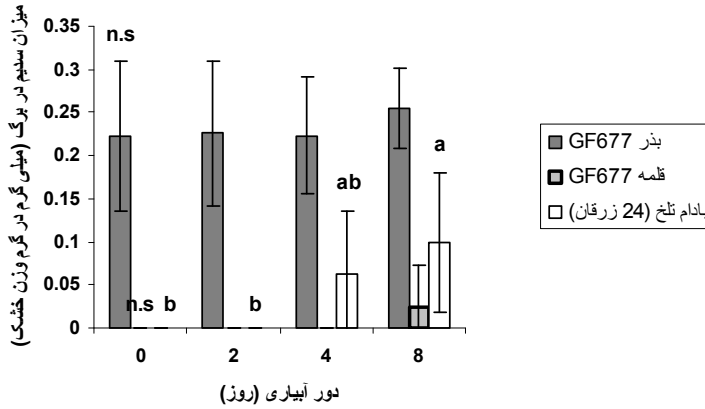 میزان سدیم در برگ (میلی گرم در گرم وزن خشک)
0.35
0.3
0.25
0.2
0.15
0.1
0.05
0
n.s
n.s b
b
ab
a
0 2 4 8
دور آبیاری (روز)
بذر GF677
قلمه GF677
بادام تلخ (24 زرقان)